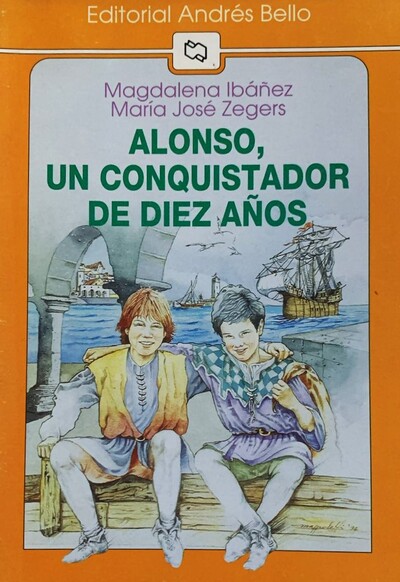 Editorial Andrés Bello
Magdalena Ibáñez
María José Zegers
ALONSO,
UN CONQUISTADOR
DE DIEZ AÑOS